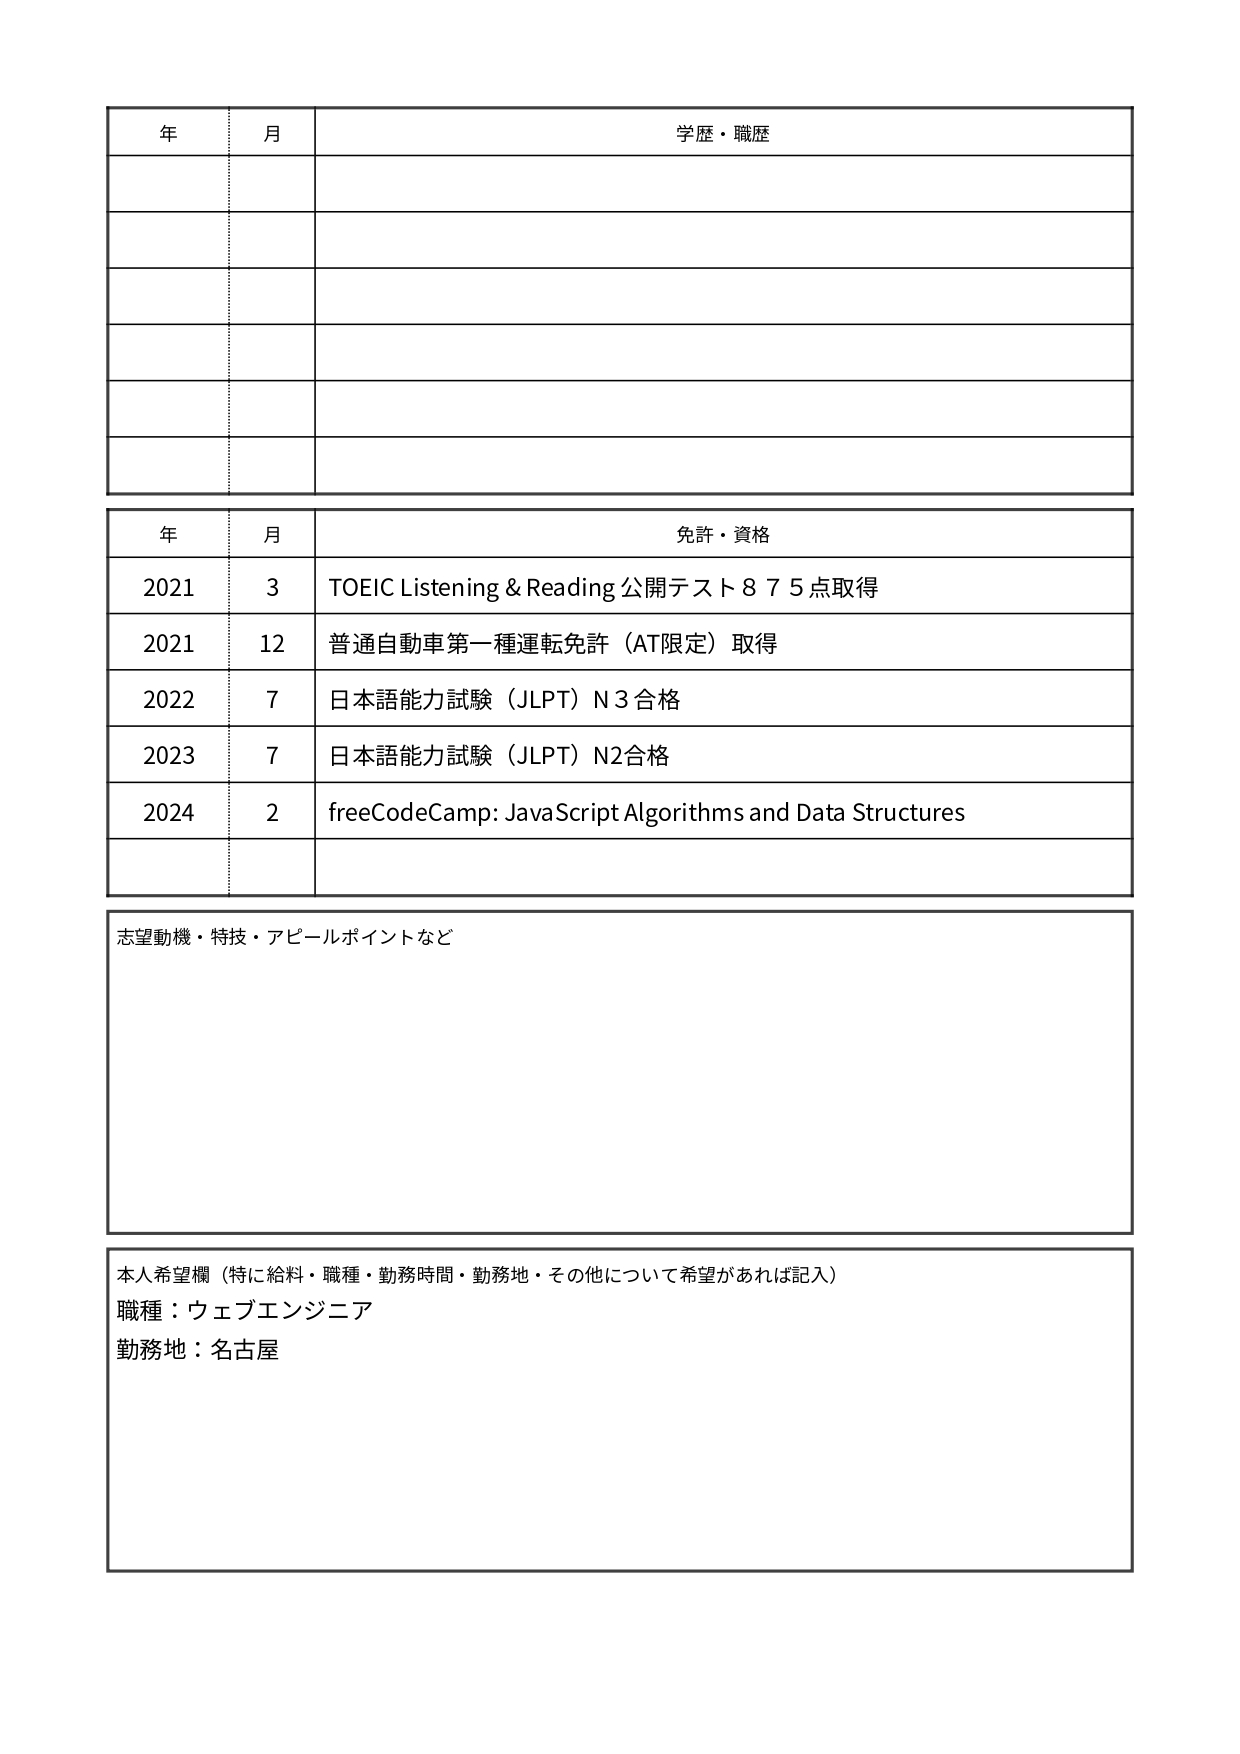 年 月 学歴・職歴
年 月 免許・資格
2021 3 TOEIC Listening & Reading 公開テスト８７５点取得
2021 12 普通自動車第一種運転免許（AT限定）取得
2022 7 日本語能力試験（JLPT）N３合格
2023 7 日本語能力試験（JLPT）N2合格
2024 2 freeCodeCamp: JavaScript Algorithms and Data Structures
志望動機・特技・アピールポイントなど
本人希望欄（特に給料・職種・勤務時間・勤務地・その他について希望があれば記入）
職種：ウェブエンジニア
勤務地：名古屋